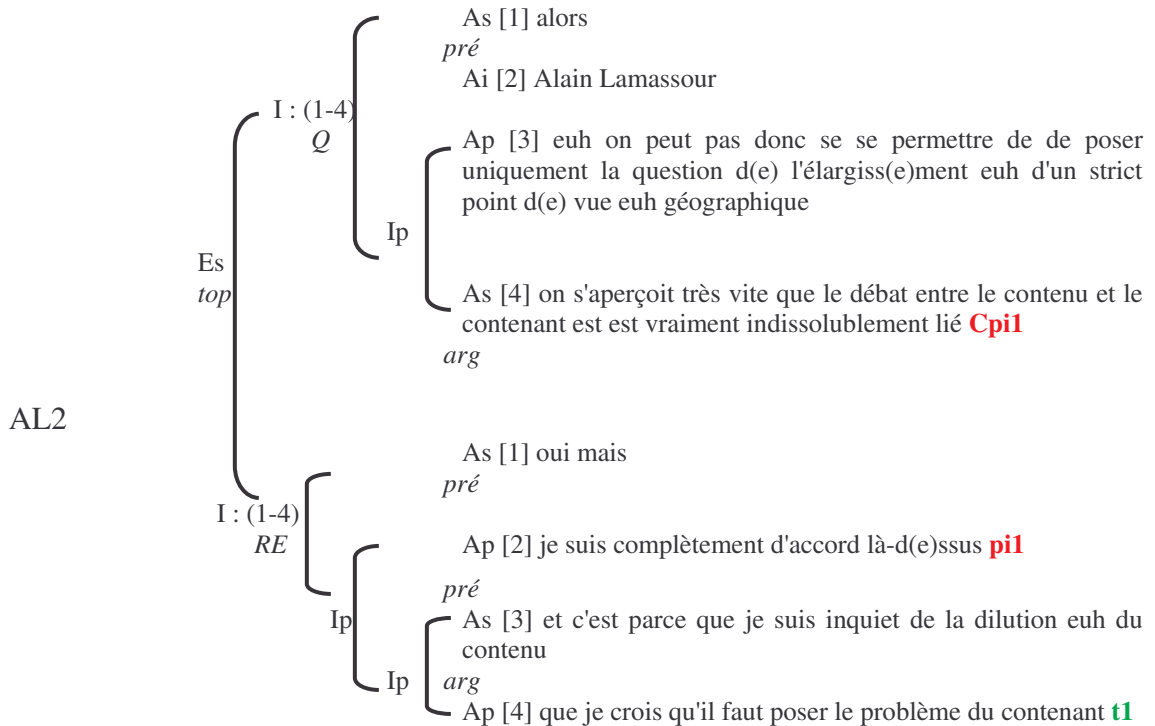 As [1] alors
pré
Ai [2] Alain Lamassour
I : (1-4)
Q
Ap [3] euh on peut pas donc se se permettre de de poser
uniquement la question d(e) l'élargiss(e)ment euh d'un strict
point d(e) vue euh géographique
Ip
Es
top
As [4] on s'aperçoit très vite que le débat entre le contenu et le
contenant est est vraiment indissolublement lié Cpi1
arg
AL2
As [1] oui mais
pré
I : (1-4)
RE
Ap [2] je suis complètement d'accord là-d(e)ssus pi1
pré
Ip
As [3] et c'est parce que je suis inquiet de la dilution euh du
contenu
Ip
arg
Ap [4] que je crois qu'il faut poser le problème du contenant t1